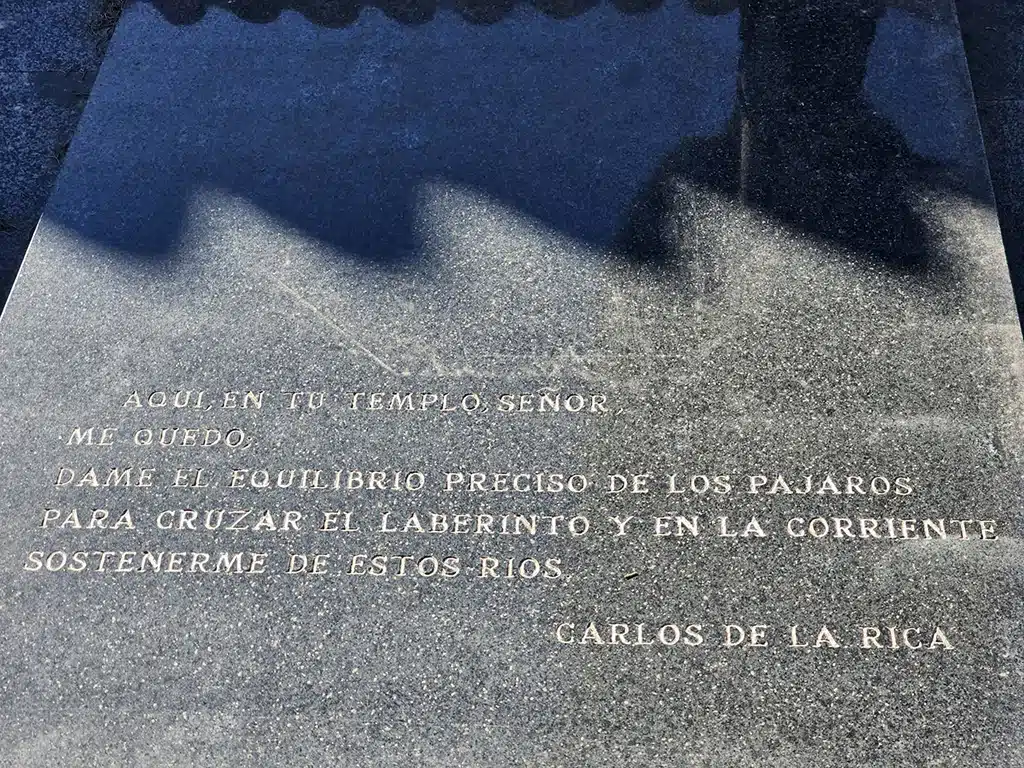 AQUI, EN TU TEMPLO, SEÑOR,
ME QUEDO;
DAME EL EQUILIBRIO PRECISO DE LOS PAJAROS
PARA CRUZAR EL LABERINTO Y EN LA CORRIENTE
SOSTENERME DE ESTOS RIOS.
CARLOS DE LA RICA